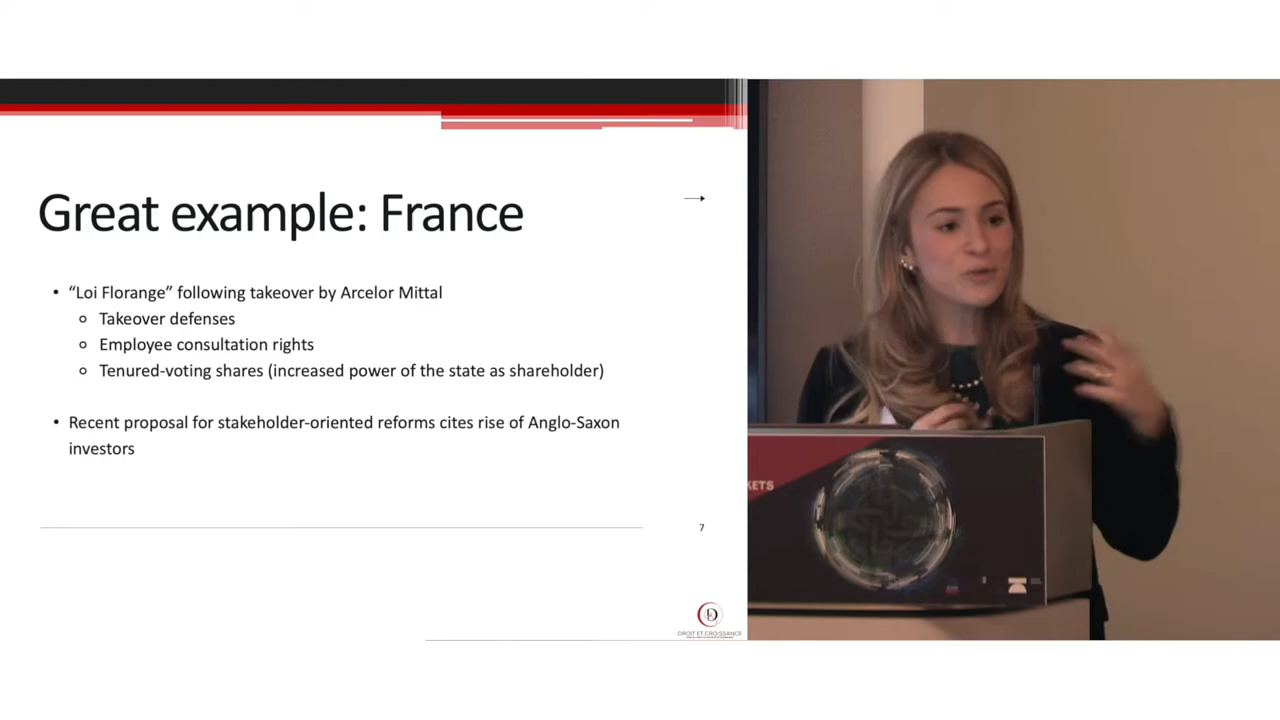 Great example: France
• “Loi Florange” following takeover by Arcelor Mittal
o Takeover defenses
o Employee consultation rights
o Tenured-voting shares (increased power of the state as shareholder)
• Recent proposal for stakeholder-oriented reforms cites rise of Anglo-Saxon
investors
7
DROIT ET CROISSANCE
KETS